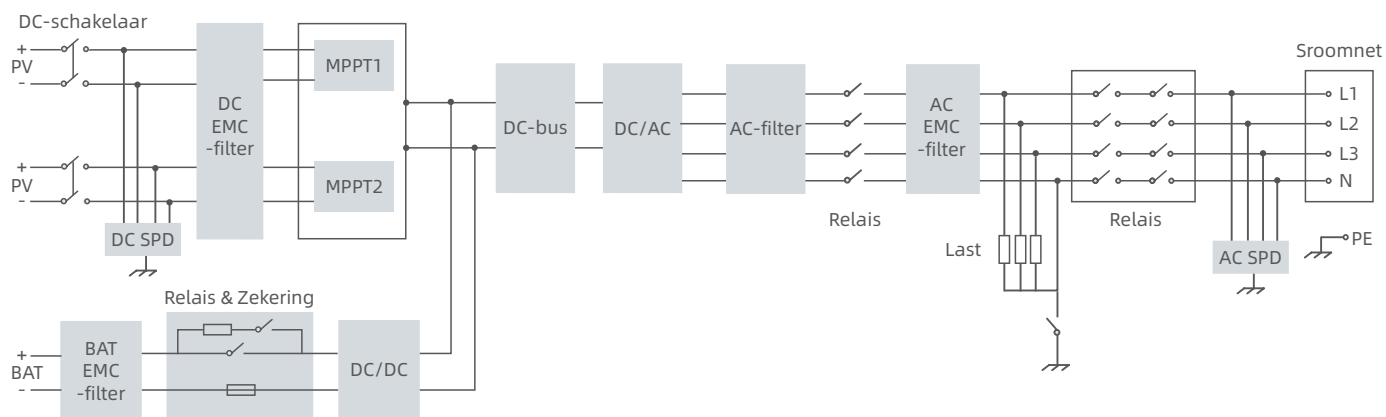 DC-schakelaar
+
PV
-
+
PV
-
DC SPD
DC
EMC
-filter
MPPT1
MPPT2
DC-bus
DC/AC
AC-filter
Relais
AC
EMC
-filter
Last
Relais
Sroomnet
L1
L2
L3
N
PE
AC SPD
Relais & Zekering
+
BAT
-
BAT
EMC
-filter
DC/DC